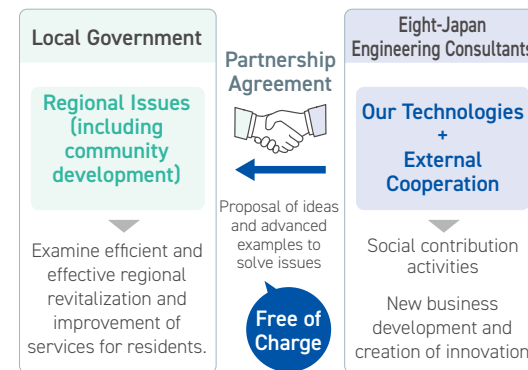 Local Government
Regional Issues
(including
community
development)
Examine efficient and
effective regional
revitalization and
improvement of
services for residents.
Partnership
Agreement
Proposal of ideas
and advanced
examples to
solve issues
Free of
Charge
Eight-Japan
Engineering Consultants
Our Technologies
+
External
Cooperation
Social contribution
activities
New business
development and
creation of innovation